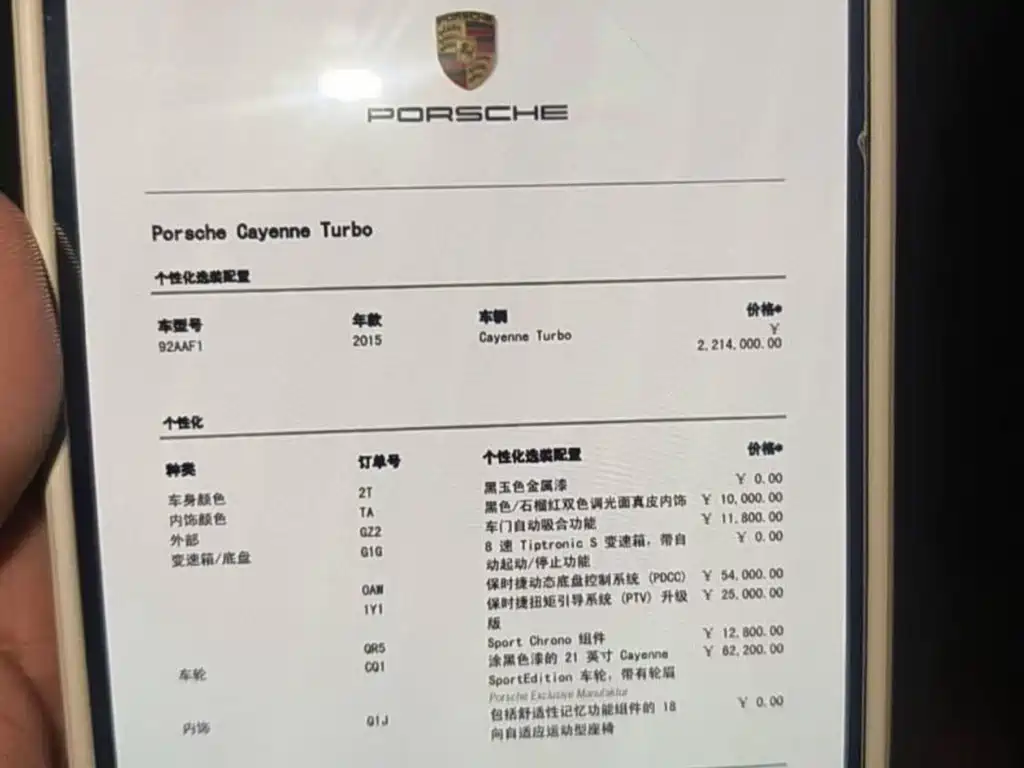 PORSCHE
PORSCHE
Porsche Cayenne Turbo
个性化选装配置
车型号 年款 车辆 价格*
92AAF1 2015 Cayenne Turbo ¥
2,214,000.00
个性化
种类 订单号 个性化选装配置 价格*
车身颜色 2T 黑玉色金属漆 ¥ 0.00
内饰颜色 TA 黑色/石榴红双色调光面真皮内饰 ¥ 10,000.00
外部 GZ2 车门自动吸合功能 ¥ 11,800.00
变速箱/底盘 G1G 8 速 Tiptronic S 变速箱，带自 ¥ 0.00
动起动/停止功能
0AW 保时捷动态底盘控制系统 (PDCC) ¥ 54,000.00
1YI 保时捷扭矩引导系统 (PTV) 升级 ¥ 25,000.00
版
QR5 Sport Chrono 组件 ¥ 12,800.00
车轮 CQ1 涂黑色漆的 21 英寸 Cayenne ¥ 62,200.00
SportEdition 车轮，带有轮眉
Porsche Exclusive Manufaktur
内饰 Q1J 包括舒适性记忆功能组件的 18 ¥ 0.00
向自适应运动型座椅